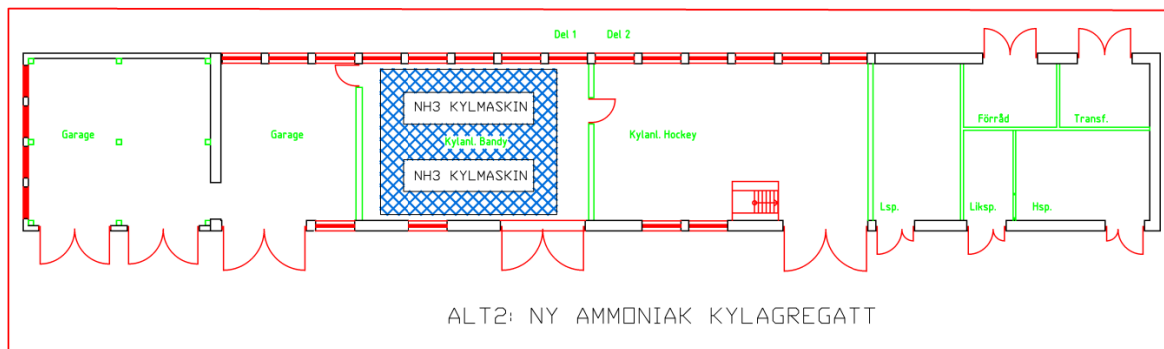 Del 1 Del 2
NH3 KYLMASKIN
Garage Garage Kylanl. Bandy Kylanl. Hockey
NH3 KYLMASKIN
Förråd Transf.
Lsp. Liksp. Hsp.
ALT2: NY AMMONIAK KYLAGREGATT